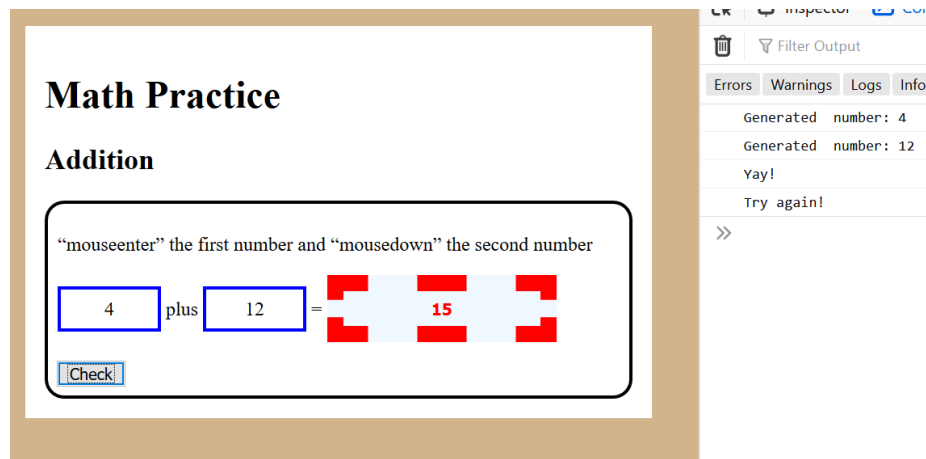 Inspector
Filter Output
Errors Warnings Logs Info
Math Practice
Addition
“mouseenter” the first number and “mousedown” the second number
4 plus 12 = 15
Check
Generated number: 4
Generated number: 12
Yay!
Try again!